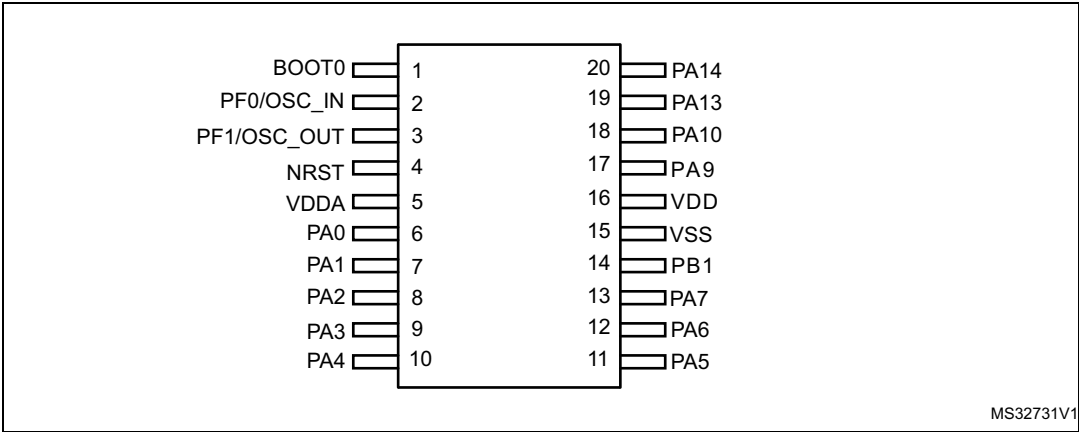 BOOT0 1 20 PA14
PF0/OSC_IN 2 19 PA13
PF1/OSC_OUT 3 18 PA10
NRST 4 17 PA9
VDDA 5 16 VDD
PA0 6 15 VSS
PA1 7 14 PB1
PA2 8 13 PA7
PA3 9 12 PA6
PA4 10 11 PA5
MS32731V1